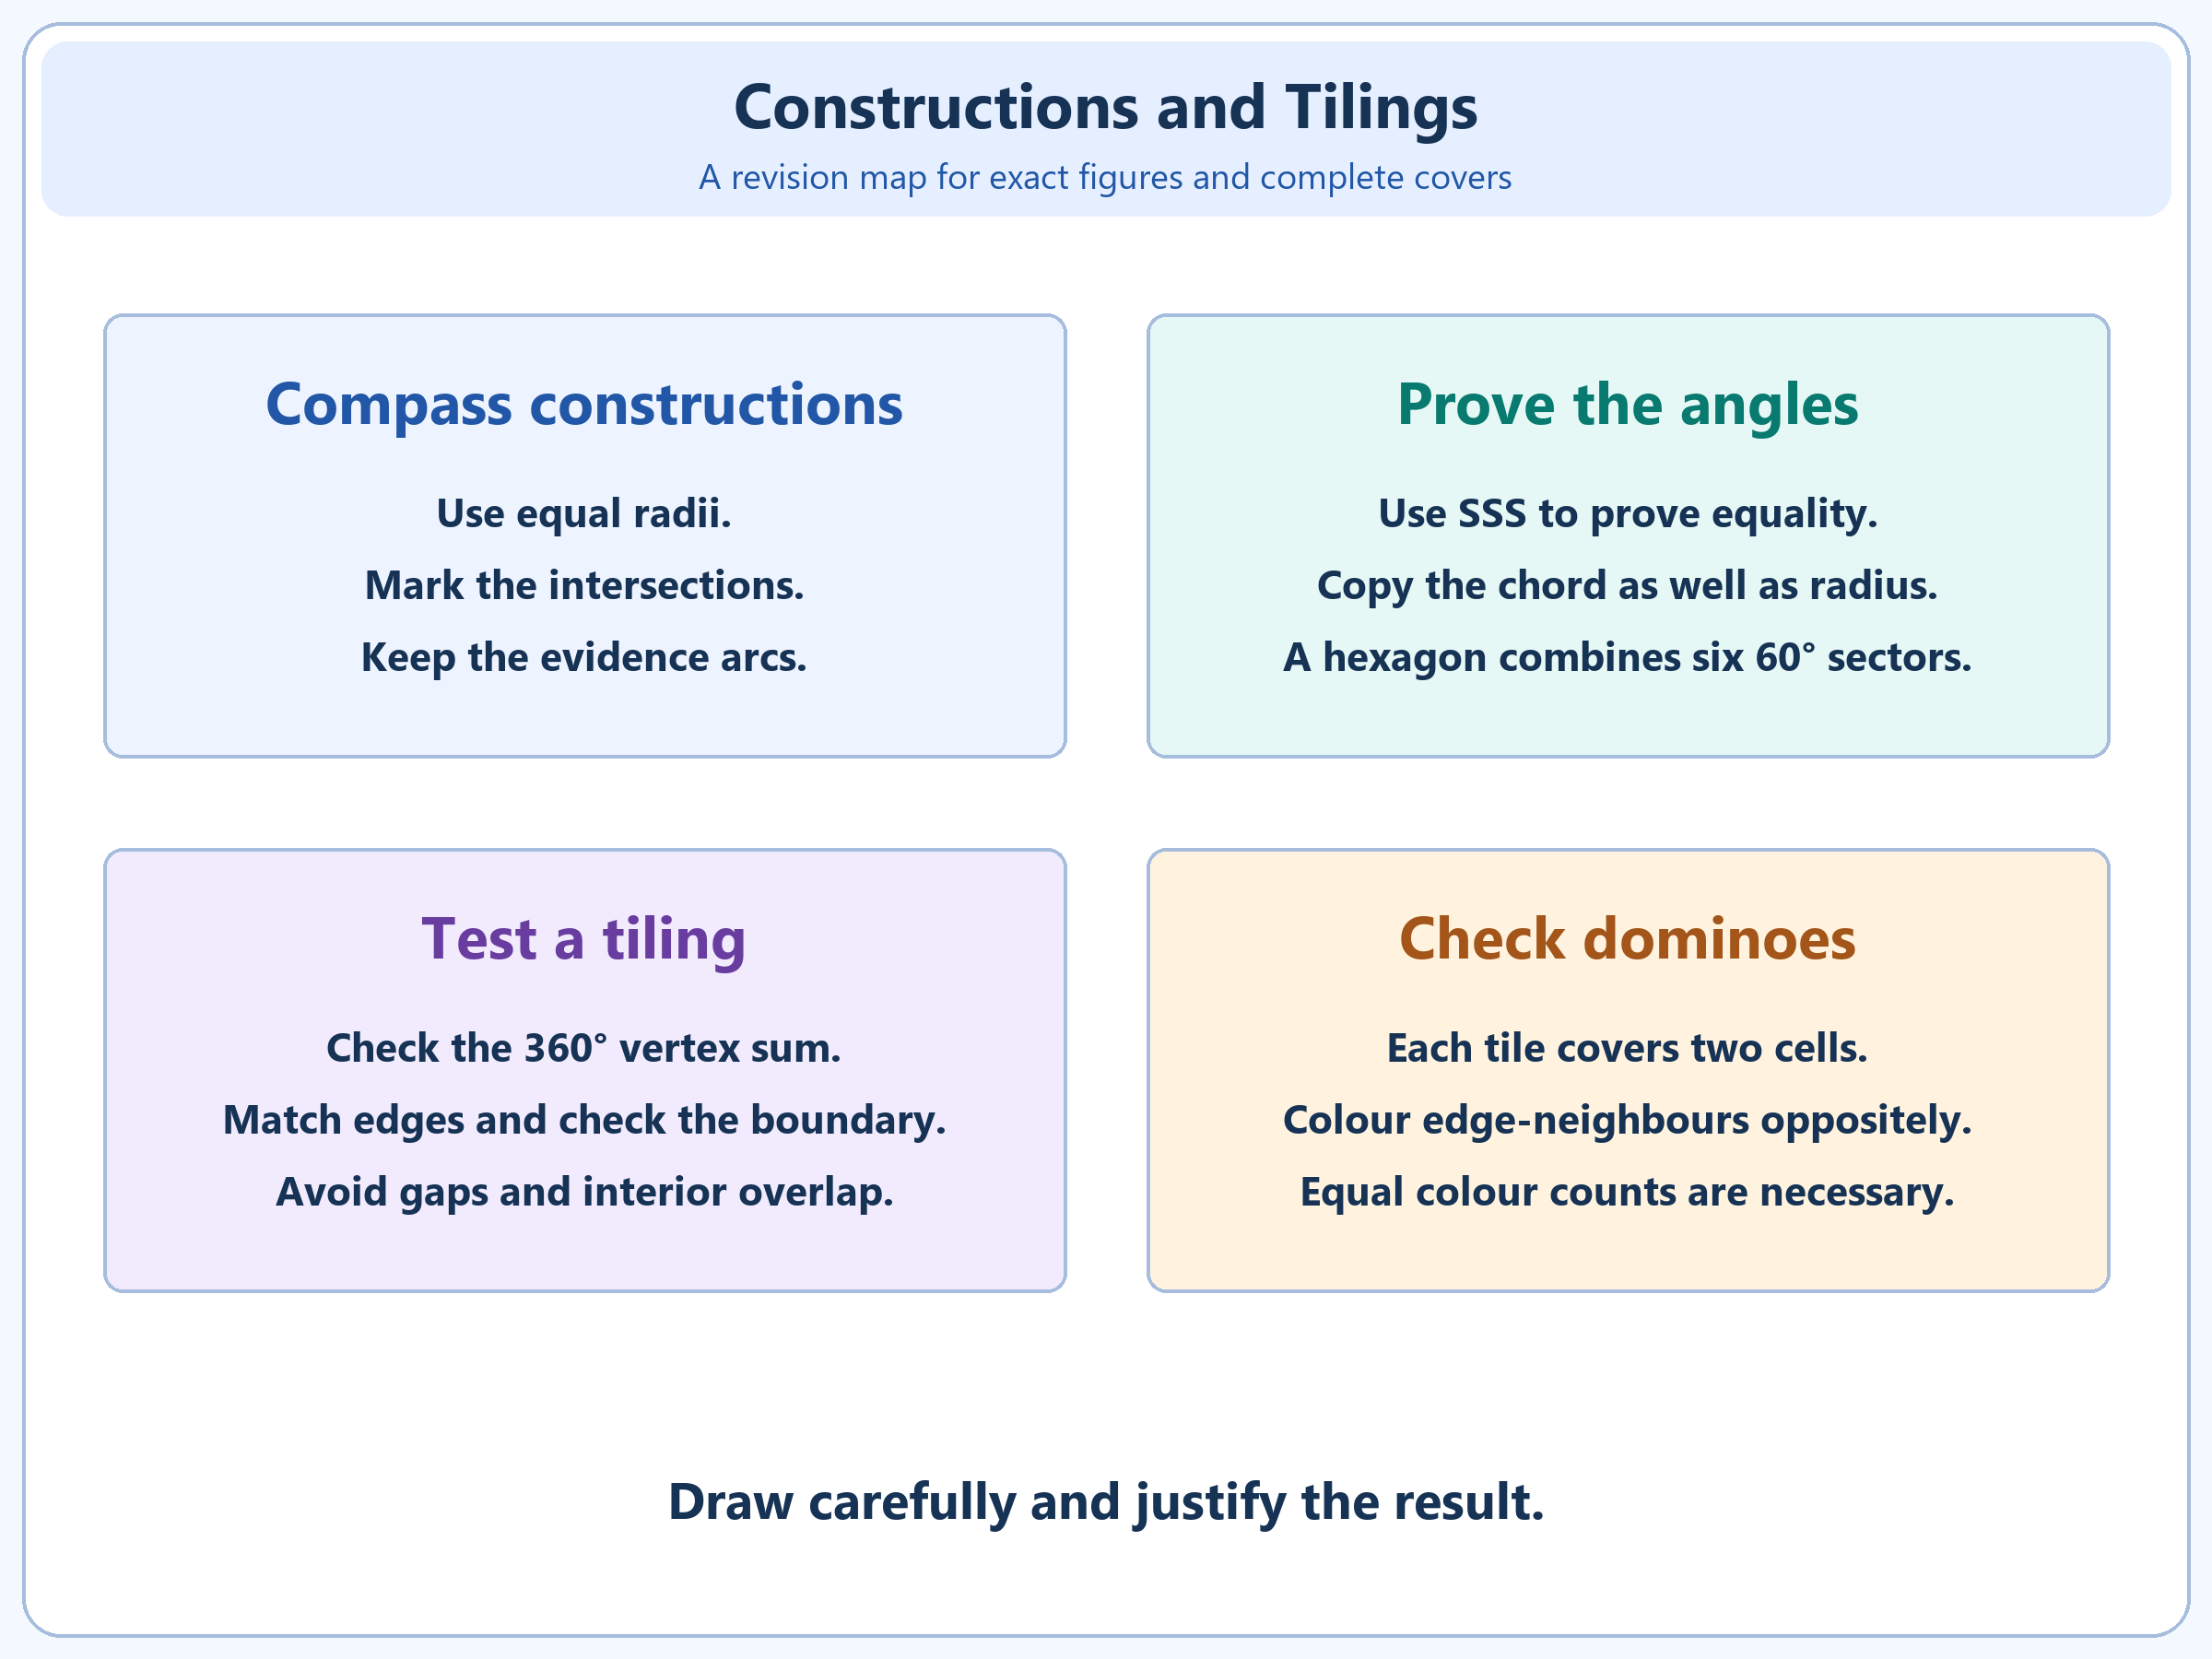 Constructions and Tilings
A revision map for exact figures and complete covers
Compass constructions
Use equal radii.
Mark the intersections.
Keep the evidence arcs.
Prove the angles
Use SSS to prove equality.
Copy the chord as well as radius.
A hexagon combines six 60° sectors.
Test a tiling
Check the 360° vertex sum.
Match edges and check the boundary.
Avoid gaps and interior overlap.
Check dominoes
Each tile covers two cells.
Colour edge-neighbours oppositely.
Equal colour counts are necessary.
Draw carefully and justify the result.